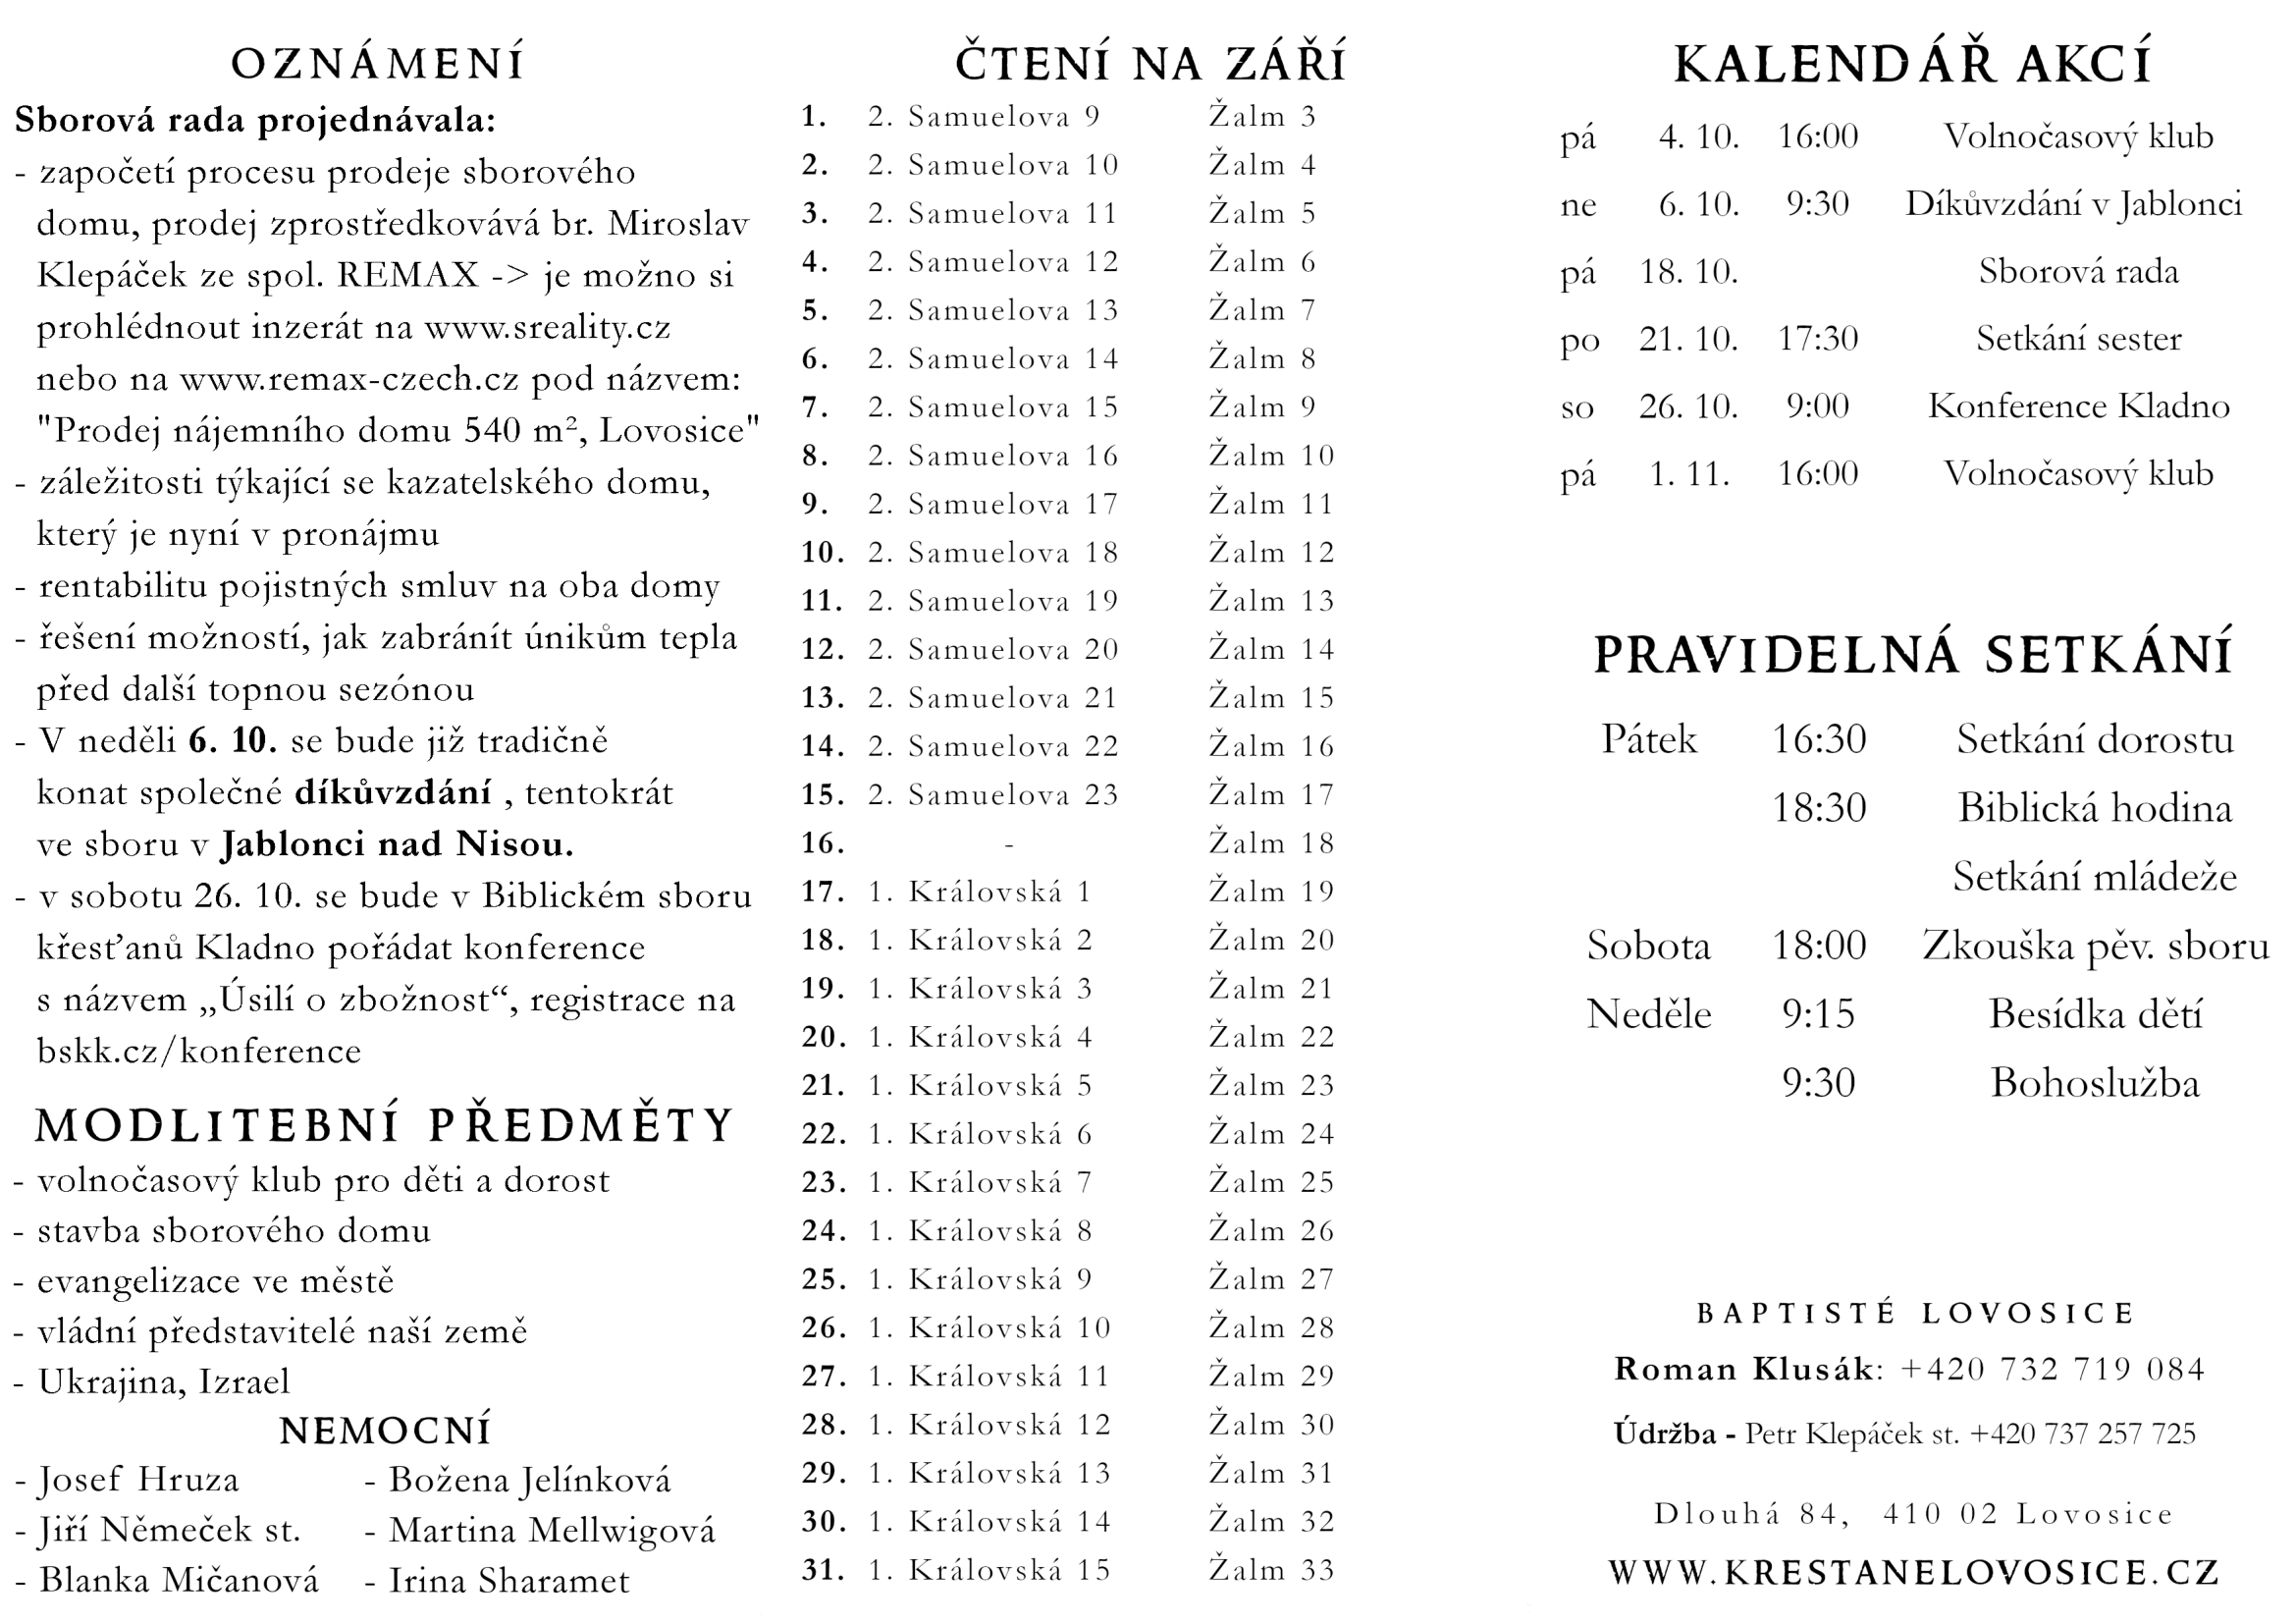 OZNÁMENÍ
Sborová rada projednávala:
- započetí procesu prodeje sborového
domu, prodej zprostředkovává br. Miroslav
Klepáček ze spol. REMAX -> je možno si
prohlédnout inzerát na www.sreality.cz
nebo na www.remax-czech.cz pod názvem:
"Prodej nájemního domu 540 m², Lovosice"
- záležitosti týkající se kazatelského domu,
který je nyní v pronájmu
- rentabilitu pojistných smluv na oba domy
- řešení možností, jak zabránít únikům tepla
před další topnou sezónou
- V neděli 6. 10. se bude již tradičně
konat společné díkůvzdání , tentokrát
ve sboru v Jablonci nad Nisou.
- v sobotu 26. 10. se bude v Biblickém sboru
křesťanů Kladno pořádat konference
s názvem „Úsilí o zbožnost“, registrace na
bskk.cz/konference
MODLITEBNÍ PŘEDMĚTY
- volnočasový klub pro děti a dorost
- stavba sborového domu
- evangelizace ve městě
- vládní představitelé naší země
- Ukrajina, Izrael
NEMOCNÍ
- Josef Hruza - Božena Jelínková
- Jiří Němeček st. - Martina Mellwigová
- Blanka Mičanová - Irina Sharamet
ČTENÍ NA ZÁŘÍ
1. 2. Samuelova 9 Žalm 3
2. 2. Samuelova 10 Žalm 4
3. 2. Samuelova 11 Žalm 5
4. 2. Samuelova 12 Žalm 6
5. 2. Samuelova 13 Žalm 7
6. 2. Samuelova 14 Žalm 8
7. 2. Samuelova 15 Žalm 9
8. 2. Samuelova 16 Žalm 10
9. 2. Samuelova 17 Žalm 11
10. 2. Samuelova 18 Žalm 12
11. 2. Samuelova 19 Žalm 13
12. 2. Samuelova 20 Žalm 14
13. 2. Samuelova 21 Žalm 15
14. 2. Samuelova 22 Žalm 16
15. 2. Samuelova 23 Žalm 17
16. - Žalm 18
17. 1. Královská 1 Žalm 19
18. 1. Královská 2 Žalm 20
19. 1. Královská 3 Žalm 21
20. 1. Královská 4 Žalm 22
21. 1. Královská 5 Žalm 23
22. 1. Královská 6 Žalm 24
23. 1. Královská 7 Žalm 25
24. 1. Královská 8 Žalm 26
25. 1. Královská 9 Žalm 27
26. 1. Královská 10 Žalm 28
27. 1. Královská 11 Žalm 29
28. 1. Královská 12 Žalm 30
29. 1. Královská 13 Žalm 31
30. 1. Královská 14 Žalm 32
31. 1. Královská 15 Žalm 33
KALENDÁŘ AKCÍ
pá 4. 10. 16:00 Volnočasový klub
ne 6. 10. 9:30 Díkůvzdání v Jablonci
pá 18. 10. Sborová rada
po 21. 10. 17:30 Setkání sester
so 26. 10. 9:00 Konference Kladno
pá 1. 11. 16:00 Volnočasový klub
PRAVIDELNÁ SETKÁNÍ
Pátek 16:30 Setkání dorostu
18:30 Biblická hodina
Setkání mládeže
Sobota 18:00 Zkouška pěv. sboru
Neděle 9:15 Besídka dětí
9:30 Bohoslužba
BAPTISTÉ LOVOSICE
Roman Klusák: +420 732 719 084
Údržba - Petr Klepáček st. +420 737 257 725
Dlouhá 84, 410 02 Lovosice
WWW.KRESTANELOVOSICE.CZ